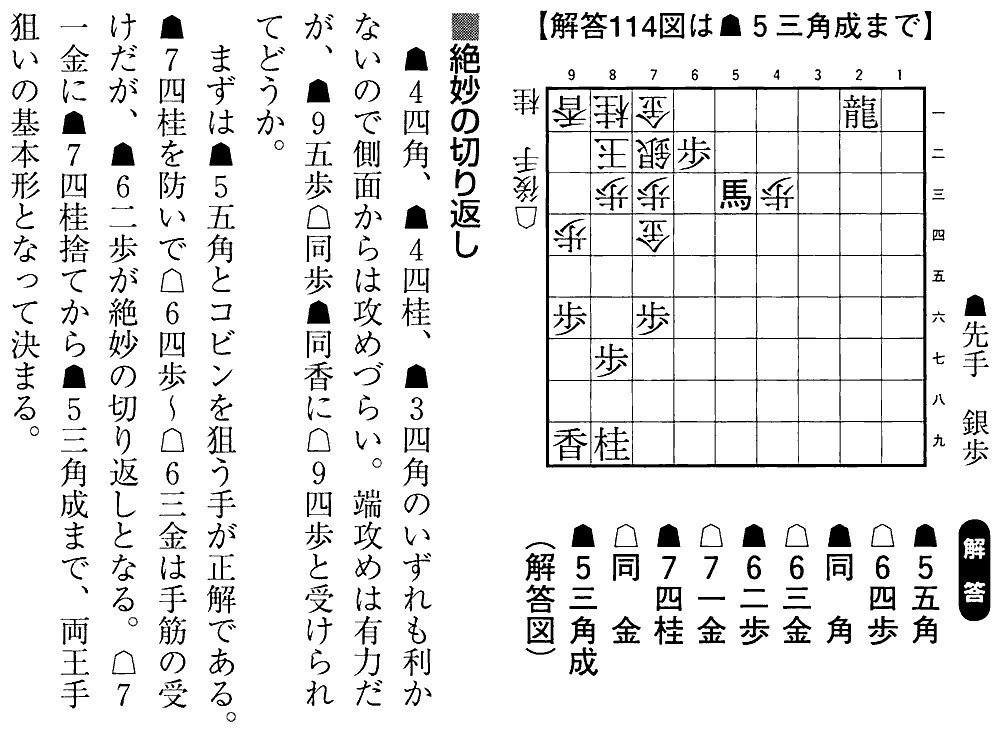 【解答114図は▲5三角成まで】
9 8 7 6 5 4 3 2 1
香 桂 金 龍 一
王 銀 歩 二
歩 歩 馬 歩 三
歩 金 四
五
歩 歩 六
歩 七
八
香 桂 九
▲先手 銀歩
△後手 桂
解答
▲5五角
△6四歩
▲同 角
△6三金
▲6二歩
△7一金
▲7四桂
△同 金
▲5三角成
(解答図)
■絶妙の切り返し
▲4四角、▲4四桂、▲3四角のいずれも利か
ないので側面からは攻めづらい。端攻めは有力だ
が、▲9五歩△同歩▲同香に△9四歩と受けられ
てどうか。
まずは▲5五角とコビンを狙う手が正解である。
▲7四桂を防いで△6四歩〜△6三金は手筋の受
けだが、▲6二歩が絶妙の切り返しとなる。△7
一金に▲7四桂捨てから▲5三角成まで、両王手
狙いの基本形となって決まる。